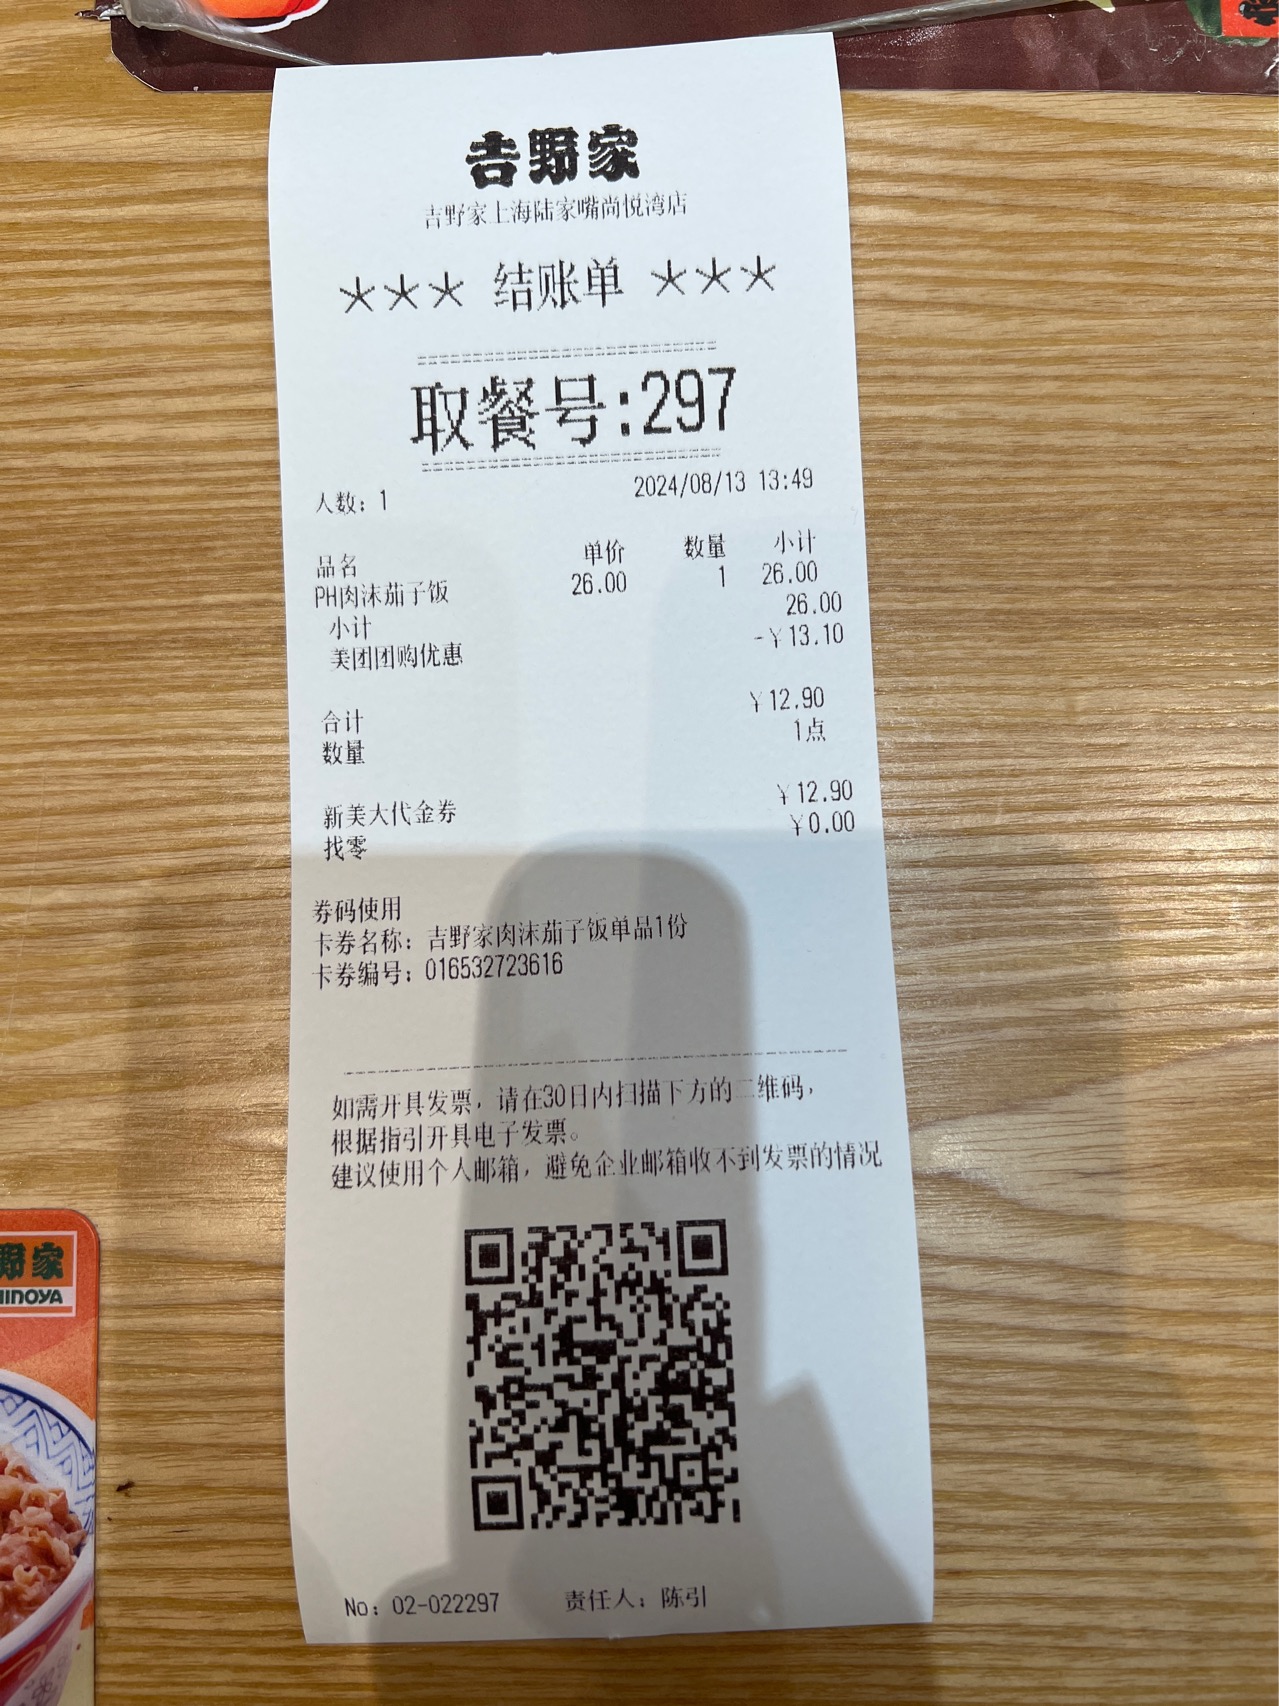 吉野家
吉野家上海陆家嘴尚悦湾店
*** 结账单 ***
取餐号:297
人数: 1 2024/08/13 13:49
品名 单价 数量 小计
PH肉沫茄子饭 26.00 1 26.00
小计 26.00
美团团购优惠 -¥13.10
合计 ¥12.90
数量 1点
新美大代金券 ¥12.90
找零 ¥0.00
券码使用
卡券名称: 吉野家肉沫茄子饭单品1份
卡券编号: 016532723616
如需开具发票，请在30日内扫描下方的二维码，
根据指引开具电子发票。
建议使用个人邮箱，避免企业邮箱收不到发票的情况
No: 02-022297 责任人: 陈引
野家
INOYA